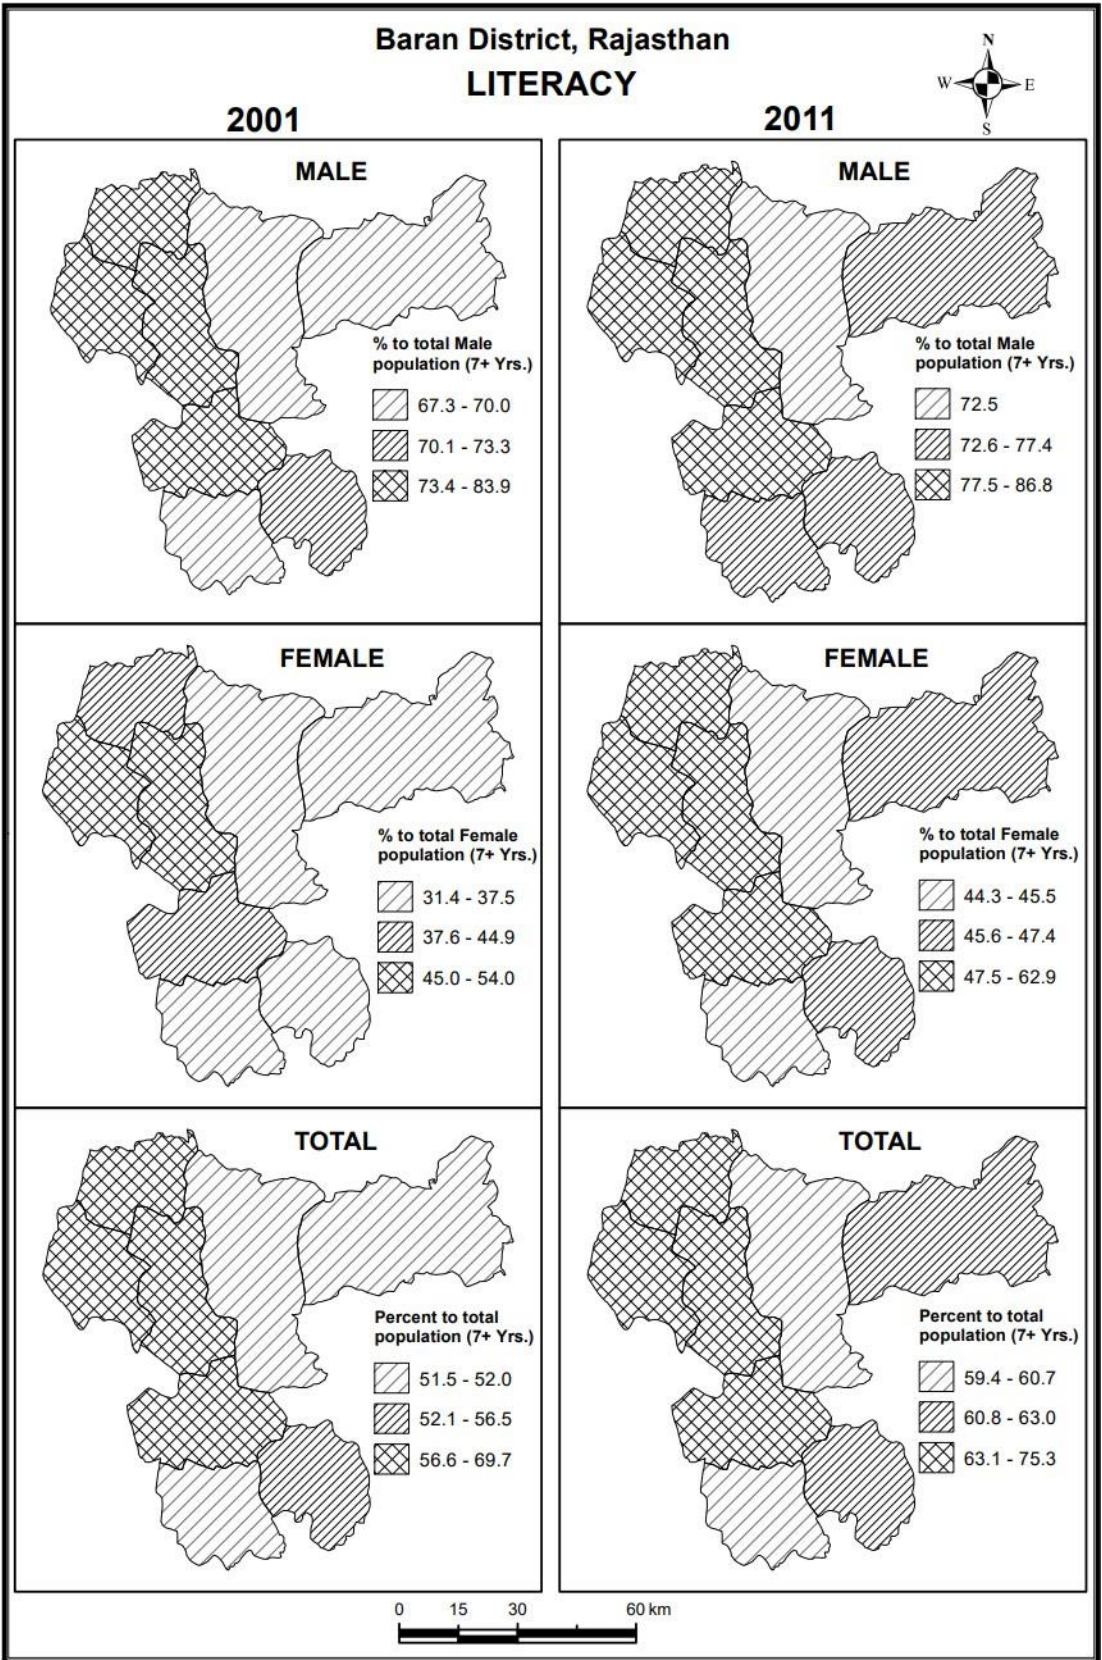 Baran District, Rajasthan
LITERACY
N
W E
S
2001
2011
MALE
% to total Male
population (7+ Yrs.)
67.3 - 70.0
70.1 - 73.3
73.4 - 83.9
MALE
% to total Male
population (7+ Yrs.)
72.5
72.6 - 77.4
77.5 - 86.8
FEMALE
% to total Female
population (7+ Yrs.)
31.4 - 37.5
37.6 - 44.9
45.0 - 54.0
FEMALE
% to total Female
population (7+ Yrs.)
44.3 - 45.5
45.6 - 47.4
47.5 - 62.9
TOTAL
Percent to total
population (7+ Yrs.)
51.5 - 52.0
52.1 - 56.5
56.6 - 69.7
TOTAL
Percent to total
population (7+ Yrs.)
59.4 - 60.7
60.8 - 63.0
63.1 - 75.3
0 15 30 60 km